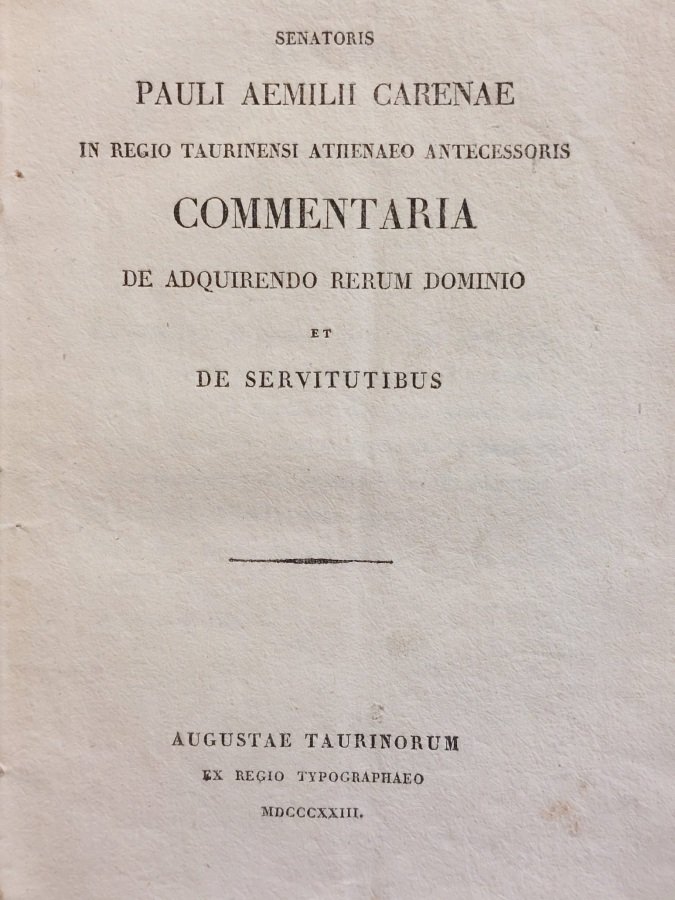 SENATORIS
PAULI AEMILII CARENAE
IN REGIO TAURINENSI ATHENAEO ANTECESSORIS
COMMENTARIA
DE ADQUIRENDO RERUM DOMINIO
ET
DE SERVITUTIBUS
AUGUSTAE TAURINORUM
EX REGIO TYPOGRAPHAEO
MDCCCXXIII.